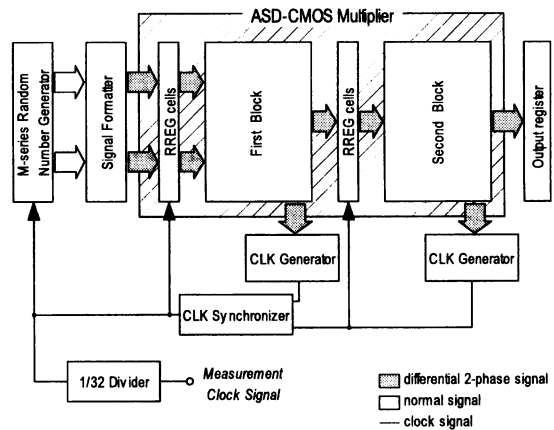 ASD-CMOS Multiplier
M-series Random
Number Generator
Signal Formatter
RREG cells
First Block
RREG cells
Second Block
Output register
CLK Generator
CLK Generator
CLK Synchronizer
1/32 Divider
Measurement
Clock Signal
differential 2-phase signal
normal signal
clock signal